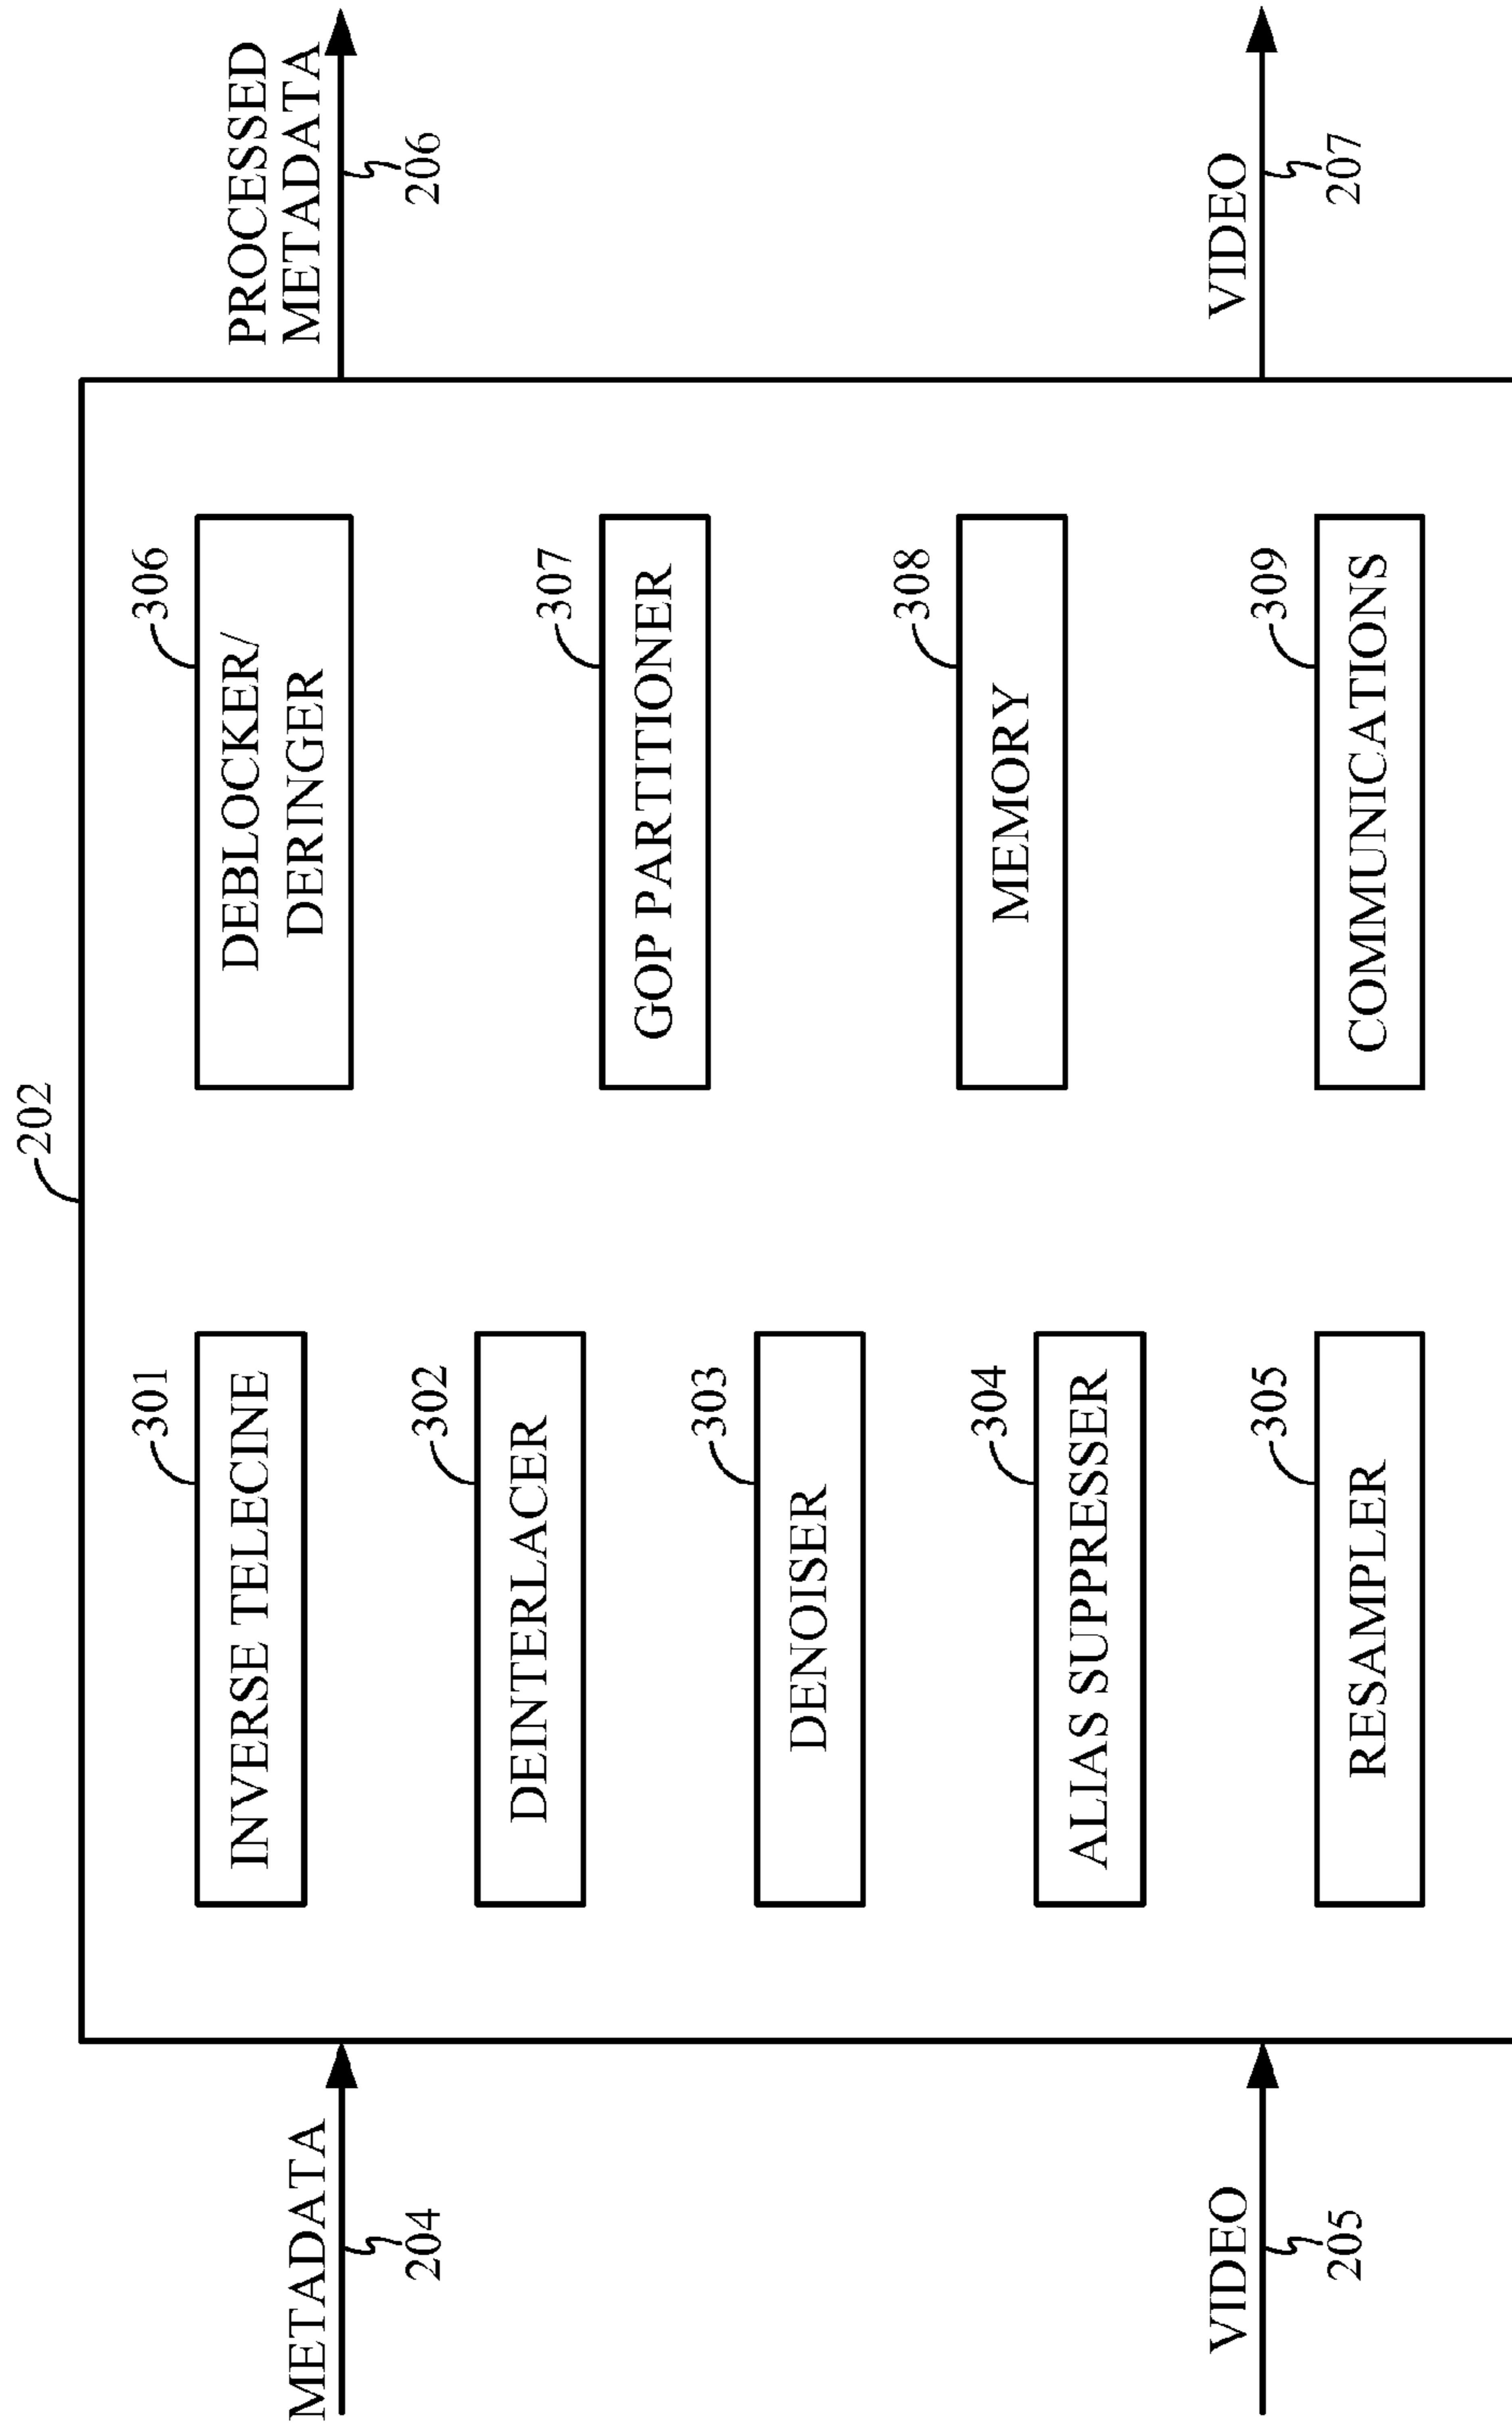 202
METADATA
204
VIDEO
205
301
INVERSE TELECINE
302
DEINTERLACER
303
DENOISER
304
ALIAS SUPPRESSER
305
RESAMPLER
306
DEBLOCKER/
DERINGER
307
GOP PARTITIONER
308
MEMORY
309
COMMUNICATIONS
PROCESSED
METADATA
206
VIDEO
207